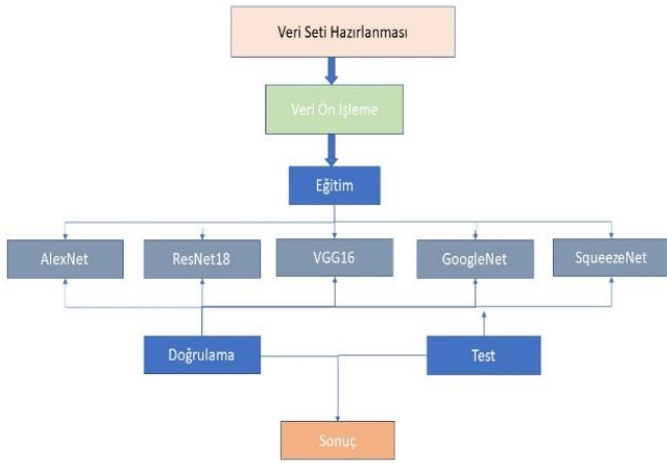 Veri Seti Hazırlanması
Veri Ön İşleme
Eğitim
AlexNet
ResNet18
VGG16
GoogleNet
SqueezeNet
Doğrulama
Test
Sonuç